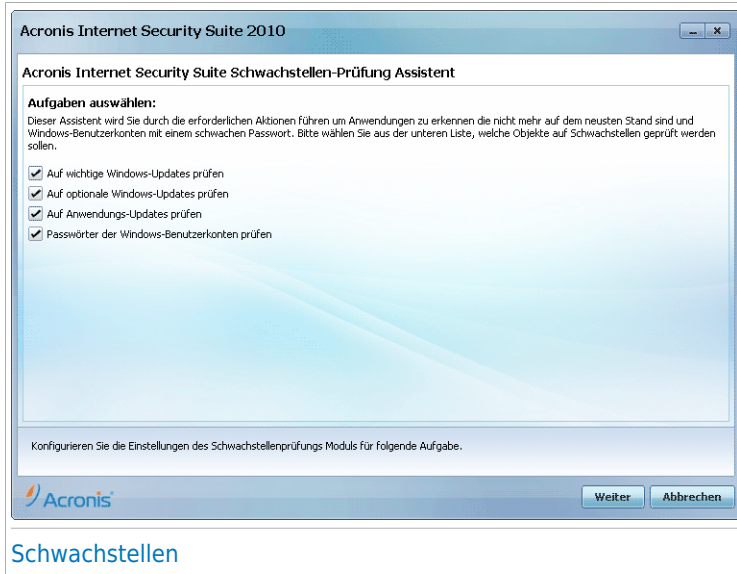 Acronis Internet Security Suite 2010
Acronis Internet Security Suite Schwachstellen-Prüfung Assistent
Aufgaben auswählen:
Dieser Assistent wird Sie durch die erforderlichen Aktionen führen um Anwendungen zu erkennen die nicht mehr auf dem neusten Stand sind und
Windows-Benutzerkonten mit einem schwachen Passwort. Bitte wählen Sie aus der unteren Liste, welche Objekte auf Schwachstellen geprüft werden
sollen.
Auf wichtige Windows-Updates prüfen
Auf optionale Windows-Updates prüfen
Auf Anwendungs-Updates prüfen
Passwörter der Windows-Benutzerkonten prüfen
Konfigurieren Sie die Einstellungen des Schwachstellenprüfungs Moduls für folgende Aufgabe.
Acronis
Weiter
Abbrechen
Schwachstellen